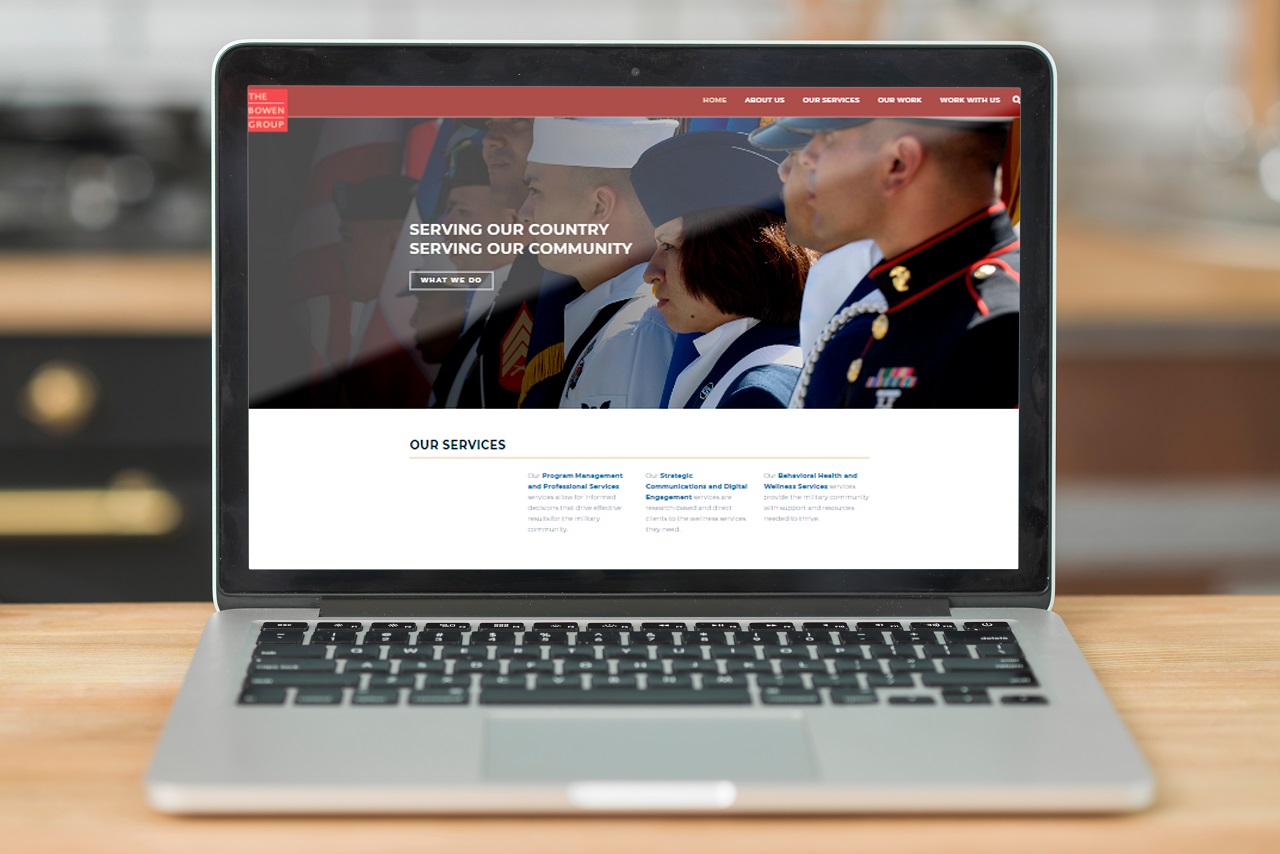 THE
BOWEN
GROUP
HOME ABOUT US OUR SERVICES OUR WORK WORK WITH US
SERVING OUR COUNTRY
SERVING OUR COMMUNITY
WHAT WE DO
OUR SERVICES
Our Program Management
and Professional Services
services allow for informed
decisions that drive effective
results for the military
community.
Our Strategic
Communications and Digital
Engagement services are
research-based and direct
clients to the wellness services
they need.
Our Behavioral Health and
Wellness Services services
provide the military community
with support and resources
needed to thrive.
delete